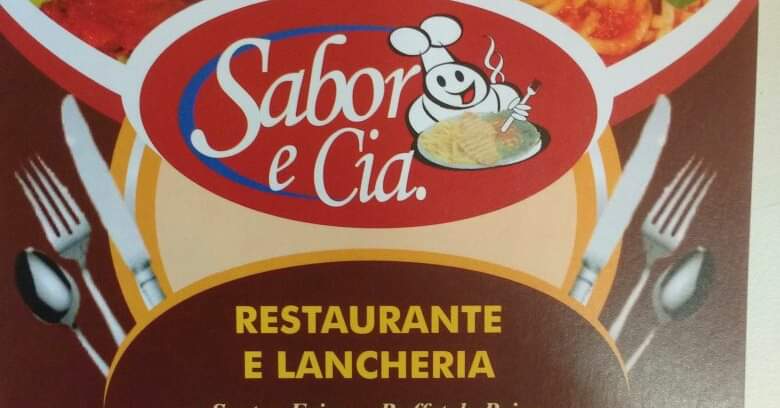 Sabor
e Cia.
RESTAURANTE
E LANCHERIA